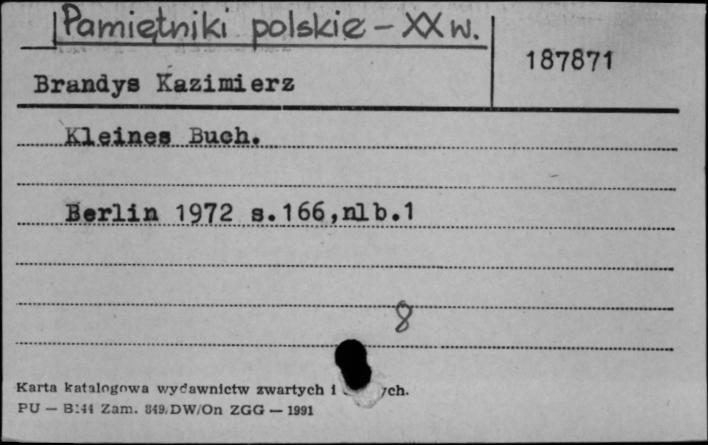 Pamiętniki polskie – XX w.
187871
Brandys Kazimierz
Kleines Buch.
Berlin 1972 s.166,nlb.1
8
Karta katalogowa wydawnictw zwartych i
PU — B:44 Zam. 849/DW/On ZGG — 1991